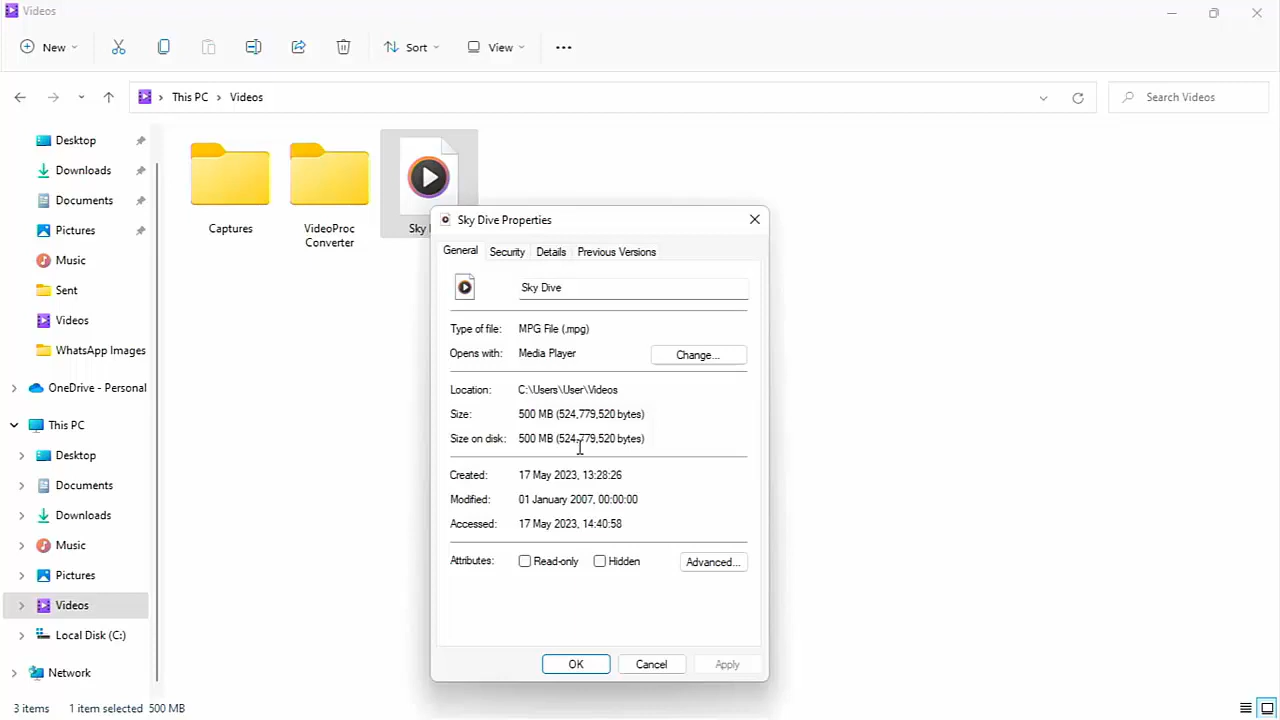 Videos
New
Sort
View
This PC > Videos
Search Videos
Desktop
Downloads
Documents
Pictures
Music
Sent
Videos
WhatsApp Images
OneDrive - Personal
This PC
Desktop
Documents
Downloads
Music
Pictures
Videos
Local Disk (C:)
Network
Captures
VideoProc
Converter
Sky
Sky Dive Properties
General Security Details Previous Versions
Sky Dive
Type of file: MPG File (.mpg)
Opens with: Media Player Change...
Location: C:\Users\User\Videos
Size: 500 MB (524,779,520 bytes)
Size on disk: 500 MB (524,779,520 bytes)
Created: 17 May 2023, 13:28:26
Modified: 01 January 2007, 00:00:00
Accessed: 17 May 2023, 14:40:58
Attributes: Read-only Hidden Advanced...
OK Cancel Apply
3 items 1 item selected 500 MB